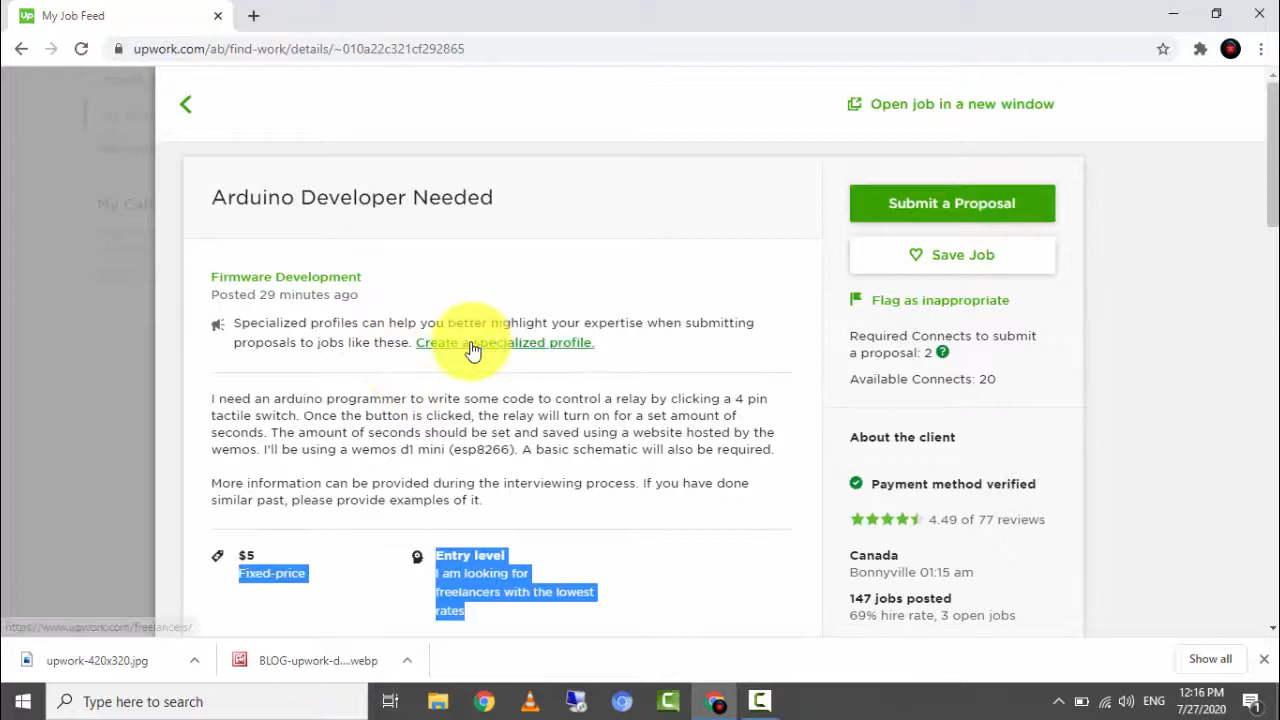 Up My Job Feed
upwork.com/ab/find-work/details/~010a22c321cf292865
Open job in a new window
Arduino Developer Needed
Submit a Proposal
Save Job
Firmware Development
Posted 29 minutes ago
Flag as inappropriate
Specialized profiles can help you better highlight your expertise when submitting
proposals to jobs like these. Create a specialized profile.
Required Connects to submit
a proposal: 2
Available Connects: 20
I need an arduino programmer to write some code to control a relay by clicking a 4 pin
tactile switch. Once the button is clicked, the relay will turn on for a set amount of
seconds. The amount of seconds should be set and saved using a website hosted by the
wemos. I'll be using a wemos d1 mini (esp8266). A basic schematic will also be required.
More information can be provided during the interviewing process. If you have done
similar past, please provide examples of it.
About the client
Payment method verified
4.49 of 77 reviews
$5
Fixed-price
Entry level
I am looking for
freelancers with the lowest
rates
Canada
Bonnyville 01:15 am
147 jobs posted
69% hire rate, 3 open jobs
https://www.upwork.com/freelancers/
upwork-420x320.jpg
BLOG-upwork-d....webp
Show all
Type here to search
ENG
12:16 PM
7/27/2020
1